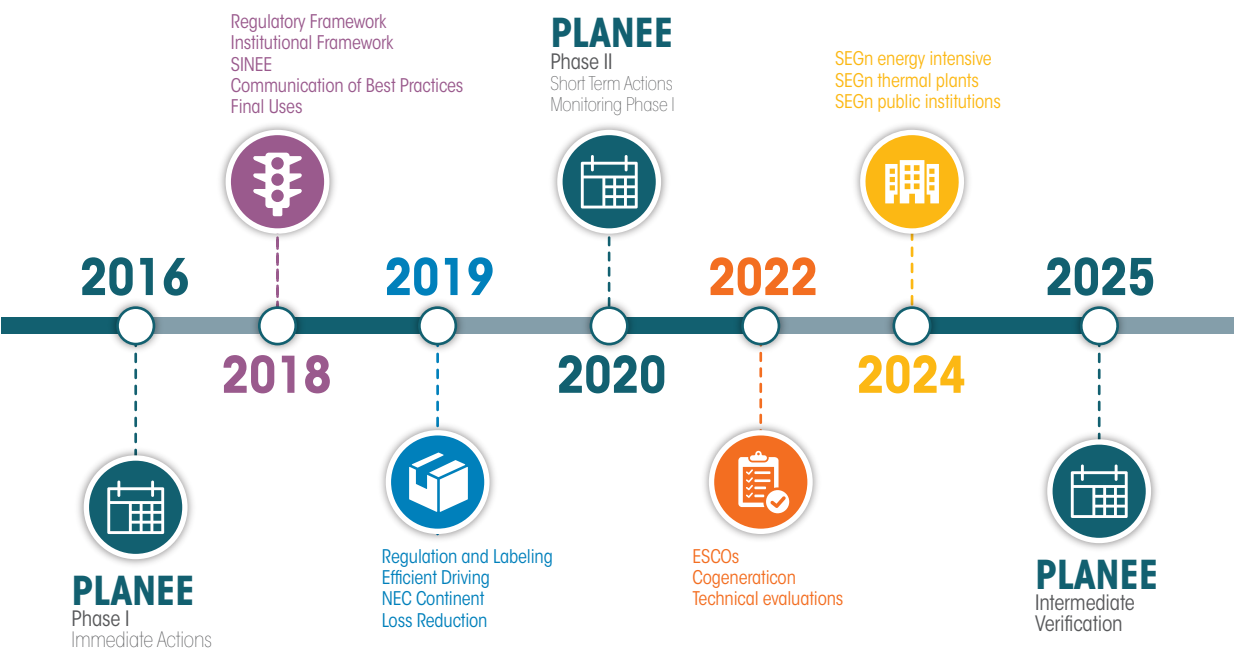 Regulatory Framework
Institutional Framework
SINEE
Communication of Best Practices
Final Uses
PLANEE
Phase II
Short Term Actions
Monitoring Phase I
SEGn energy intensive
SEGn thermal plants
SEGn public institutions
2016
2018
2019
2020
2022
2024
2025
PLANEE
Phase I
Immediate Actions
Regulation and Labeling
Efficient Driving
NEC Continent
Loss Reduction
ESCOs
Cogeneraticon
Technical evaluations
PLANEE
Intermediate
Verification